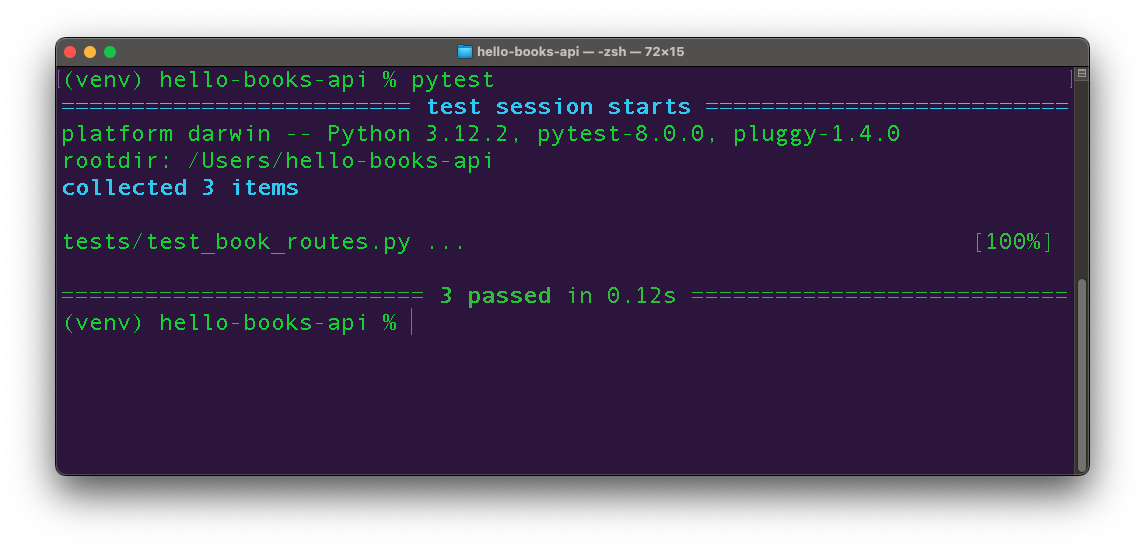 hello-books-api — -zsh — 72×15
(venv) hello-books-api % pytest
========================= test session starts ==========================
platform darwin -- Python 3.12.2, pytest-8.0.0, pluggy-1.4.0
rootdir: /Users/hello-books-api
collected 3 items
tests/test_book_routes.py ... [100%]
========================== 3 passed in 0.12s ===========================
(venv) hello-books-api %